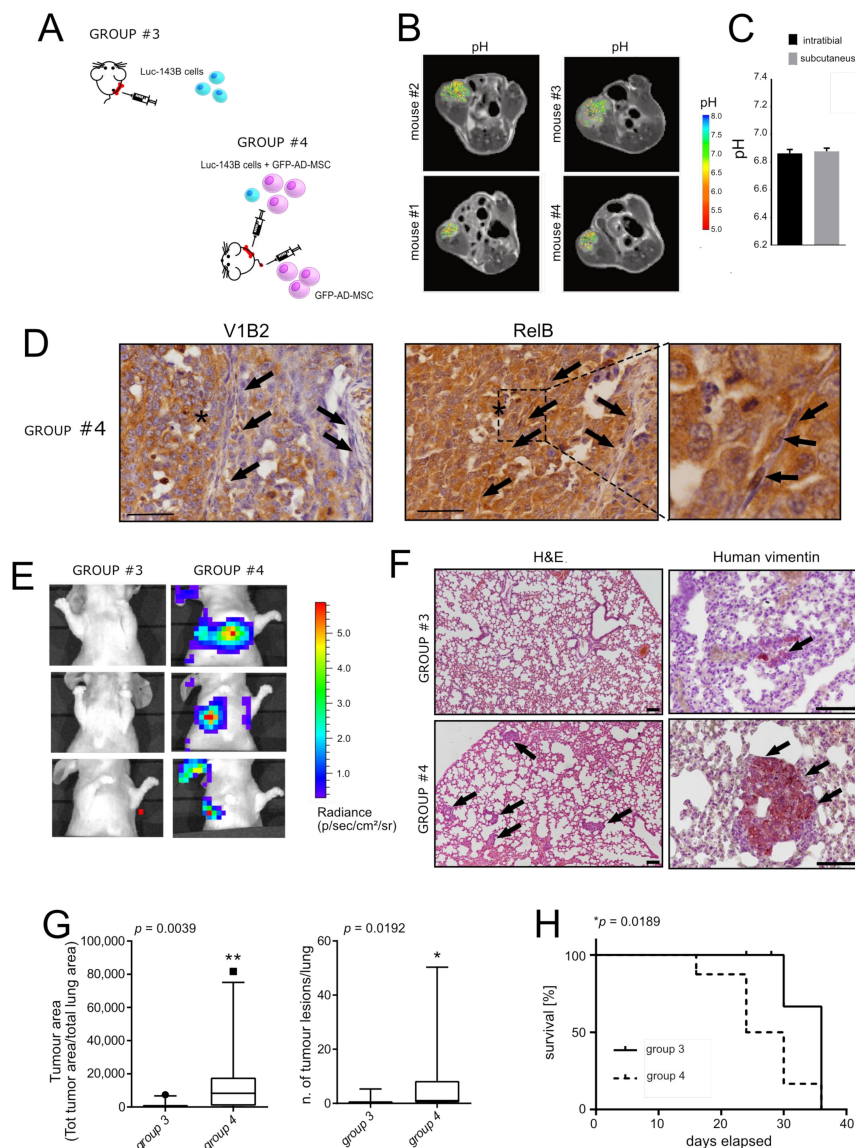 A
GROUP #3
Luc-143B cells
GROUP #4
Luc-143B cells + GFP-AD-MSC
GFP-AD-MSC
B
pH
pH
mouse #2
mouse #3
mouse #1
mouse #4
pH
8.0
7.5
7.0
6.5
6.0
5.5
5.0
C
intratibial
subcutaneus
pH
7.4
7.1
6.8
6.5
6.2
D
V1B2
RelB
GROUP #4
*
*
E
GROUP #3
GROUP #4
5.0
4.0
3.0
2.0
1.0
Radiance
(p/sec/cm²/sr)
F
H&E
Human vimentin
GROUP #3
GROUP #4
G
p = 0.0039
**
100,000
80,000
60,000
40,000
20,000
0
Tumour area
(Tot tumor area/total lung area)
group 3
group 4
p = 0.0192
*
60
40
20
0
n. of tumour lesions/lung
group 3
group 4
H
*p = 0.0189
survival [%]
100
50
0
group 3
group 4
0
10
20
30
40
days elapsed